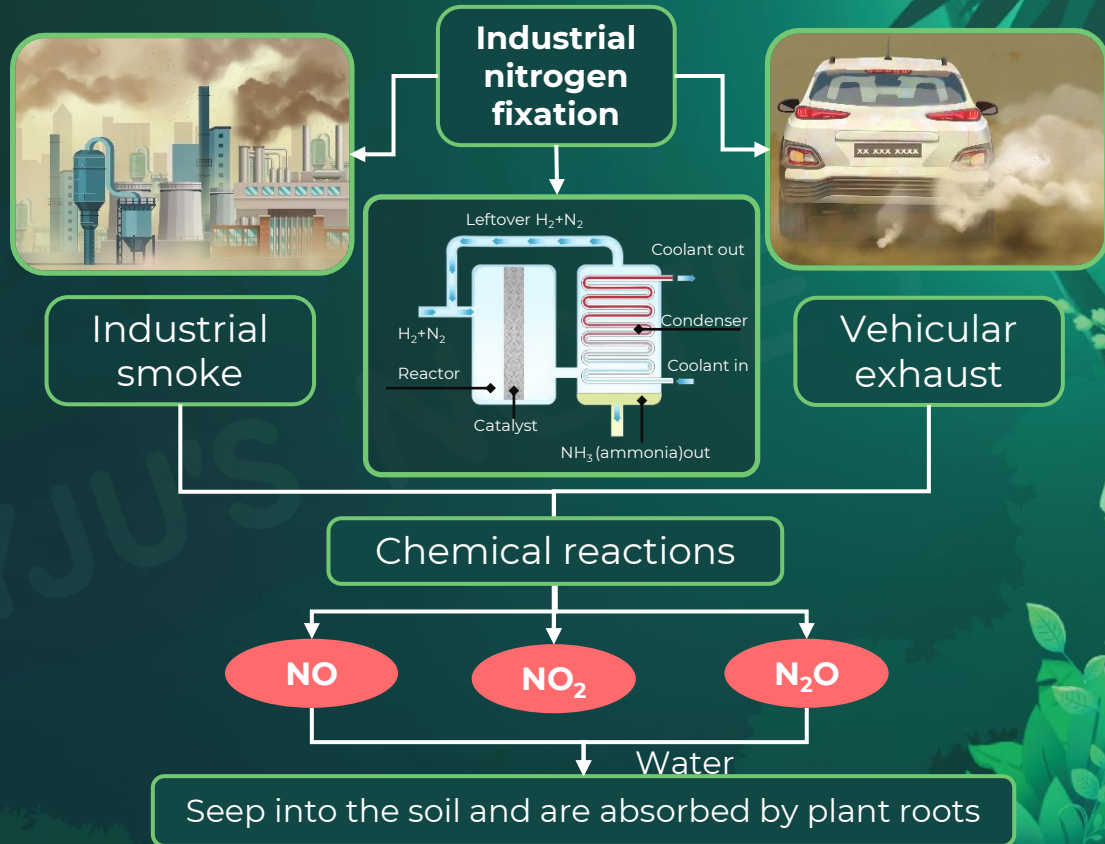 Industrial
nitrogen
fixation
xx xxx xxxx
Leftover H₂+N₂
Coolant out
H₂+N₂
Condenser
Reactor
Coolant in
Catalyst
NH₃ (ammonia)out
Industrial
smoke
Vehicular
exhaust
Chemical reactions
NO
NO₂
N₂O
Water
Seep into the soil and are absorbed by plant roots